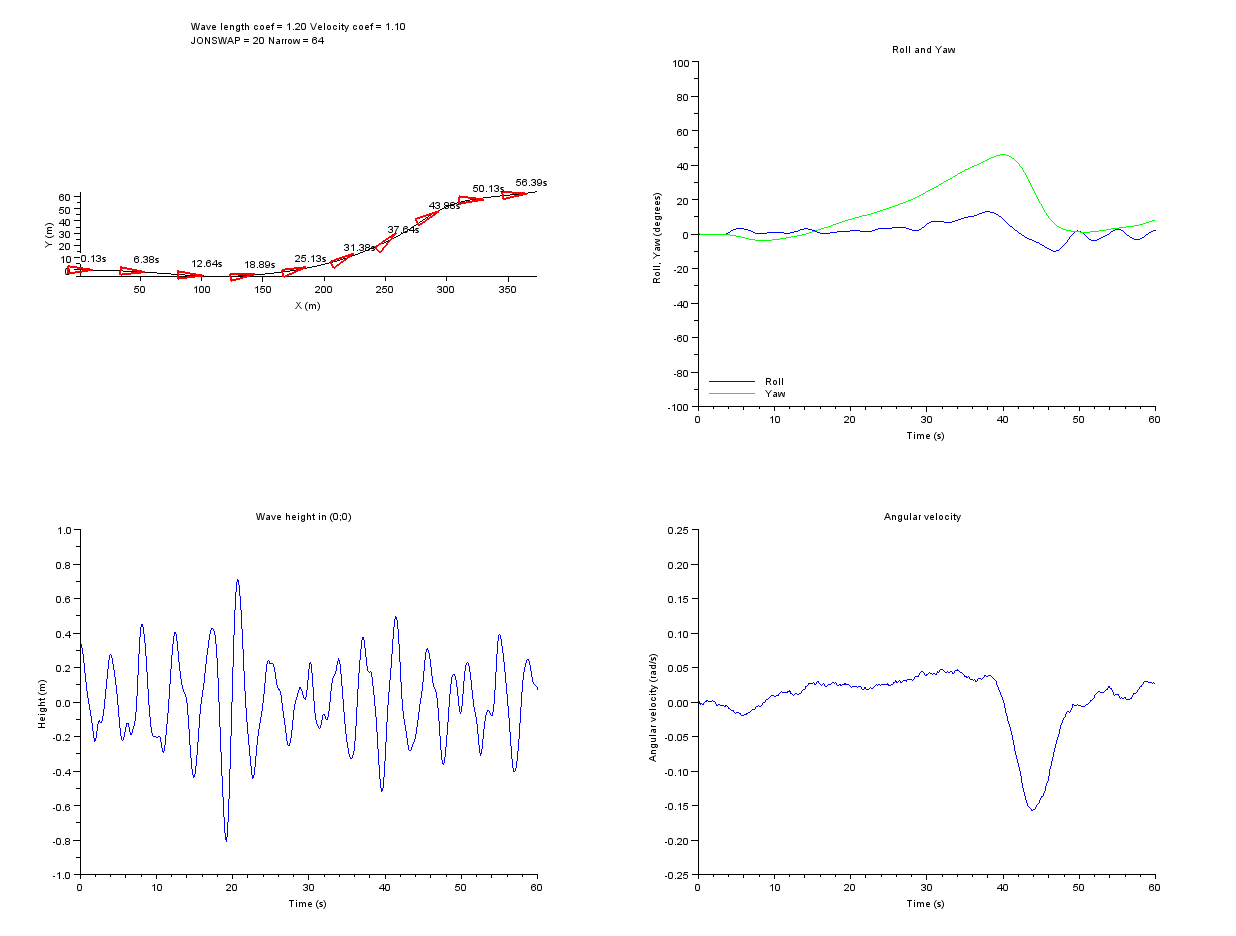 Wave length coef = 1.20 Velocity coef = 1.10
JONSWAP = 20 Narrow = 64
60
50
40
30
20
10
0
Y (m)
0.13s
6.38s
12.64s
18.89s
25.13s
31.38s
37.64s
43.98s
50.13s
56.39s
50
100
150
200
250
300
350
X (m)
Roll and Yaw
100
80
60
40
20
0
-20
-40
-60
-80
-100
Roll, Yaw (degrees)
Roll
Yaw
0
10
20
30
40
50
60
Time (s)
Wave height in (0;0)
1.0
0.8
0.6
0.4
0.2
0.0
-0.2
-0.4
-0.6
-0.8
-1.0
Height (m)
0
10
20
30
40
50
60
Time (s)
Angular velocity
0.25
0.20
0.15
0.10
0.05
0.00
-0.05
-0.10
-0.15
-0.20
-0.25
Angular velocity (rad/s)
0
10
20
30
40
50
60
Time (s)